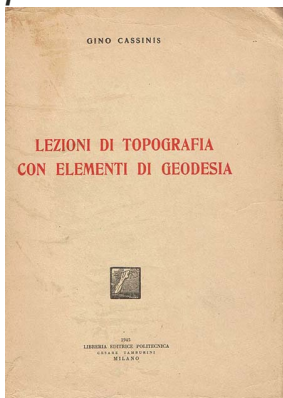 GINO CASSINIS
LEZIONI DI TOPOGRAFIA
CON ELEMENTI DI GEODESIA
LIBRERIA EDITRICE POLITECNICA
CESARE TAMBURINI
MILANO